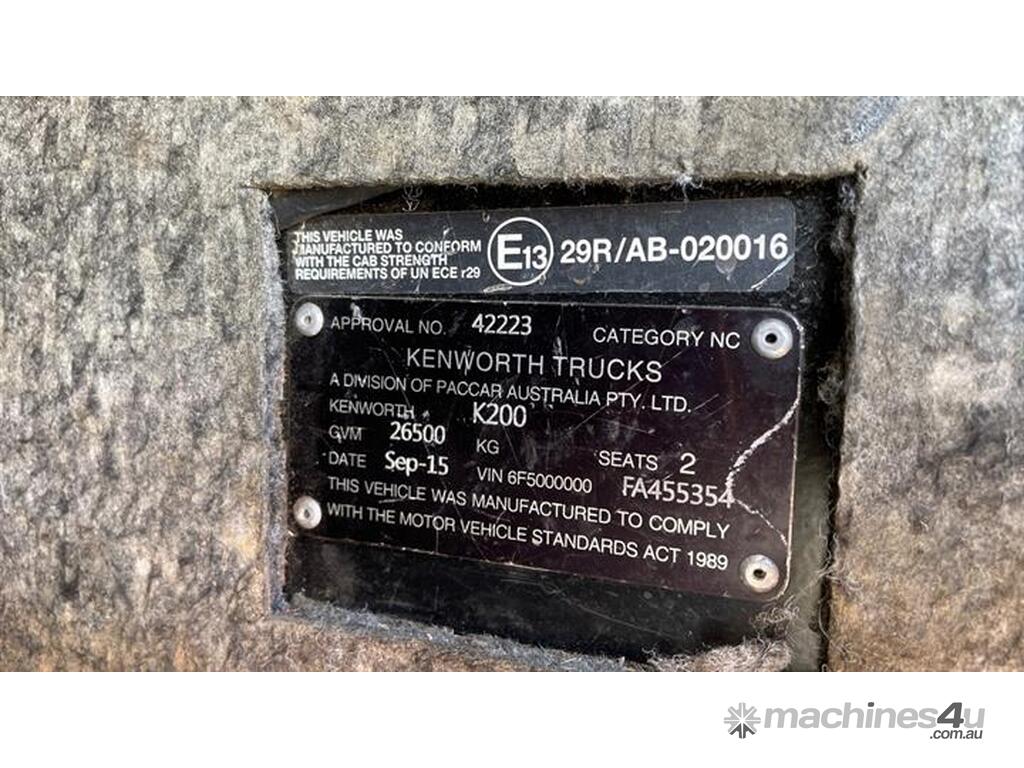 THIS VEHICLE WAS
MANUFACTURED TO CONFORM
WITH THE CAB STRENGTH
REQUIREMENTS OF UN ECE r29
E13 29R/AB-020016
APPROVAL NO. 42223 CATEGORY NC
KENWORTH TRUCKS
A DIVISION OF PACCAR AUSTRALIA PTY. LTD.
KENWORTH K200
GVM 26500 KG SEATS 2
DATE Sep-15 VIN 6F5000000 FA455354
THIS VEHICLE WAS MANUFACTURED TO COMPLY
WITH THE MOTOR VEHICLE STANDARDS ACT 1989
machines4u
.com.au